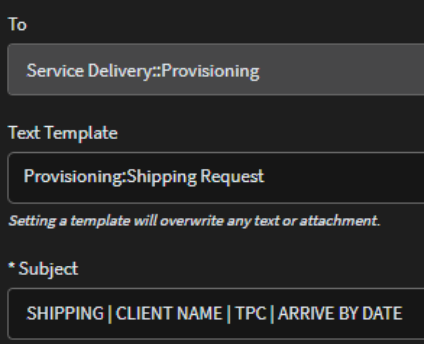 To
Service Delivery::Provisioning
Text Template
Provisioning:Shipping Request
Setting a template will overwrite any text or attachment.
* Subject
SHIPPING | CLIENT NAME | TPC | ARRIVE BY DATE